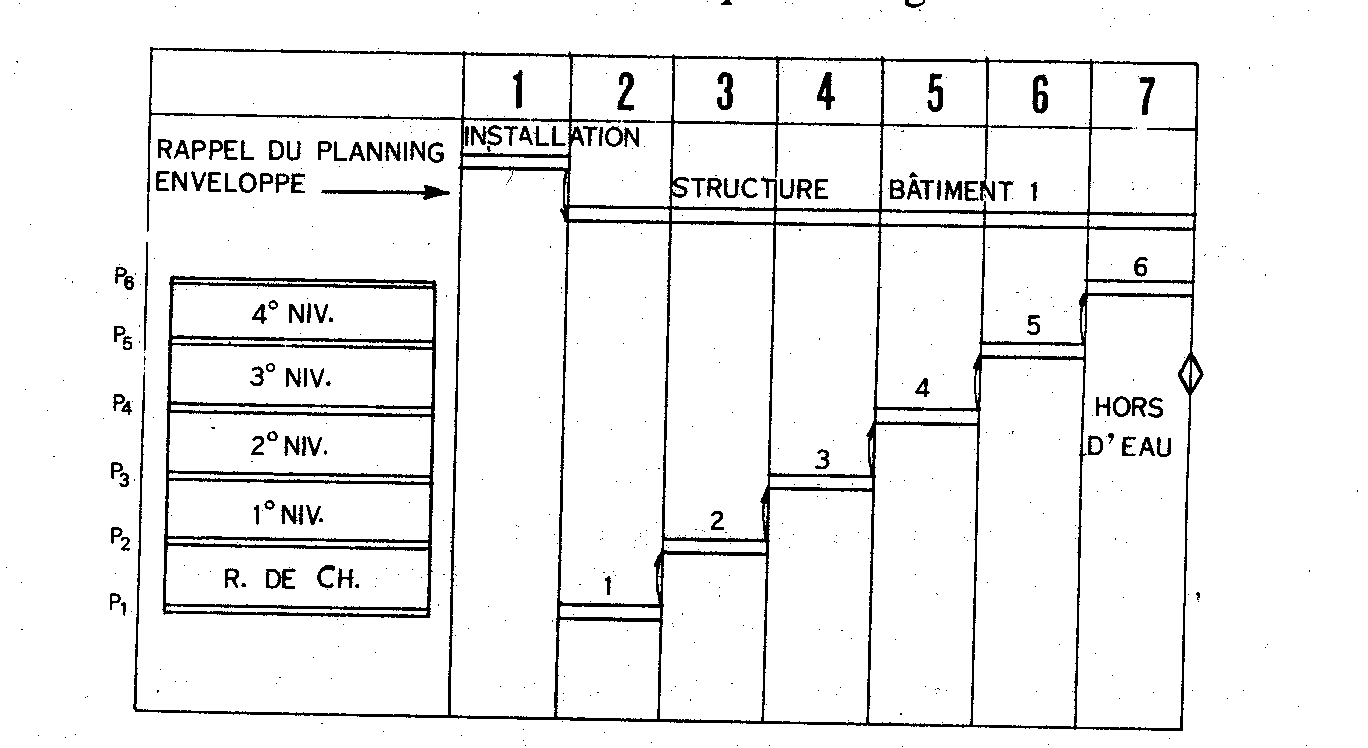 1 2 3 4 5 6 7
INSTALLATION
RAPPEL DU PLANNING
ENVELOPPE
STRUCTURE BÂTIMENT 1
P6
6
4° NIV.
P5
5
3° NIV.
4
P4
HORS
D'EAU
2° NIV.
3
P3
1° NIV.
2
P2
R. DE CH.
1
P1